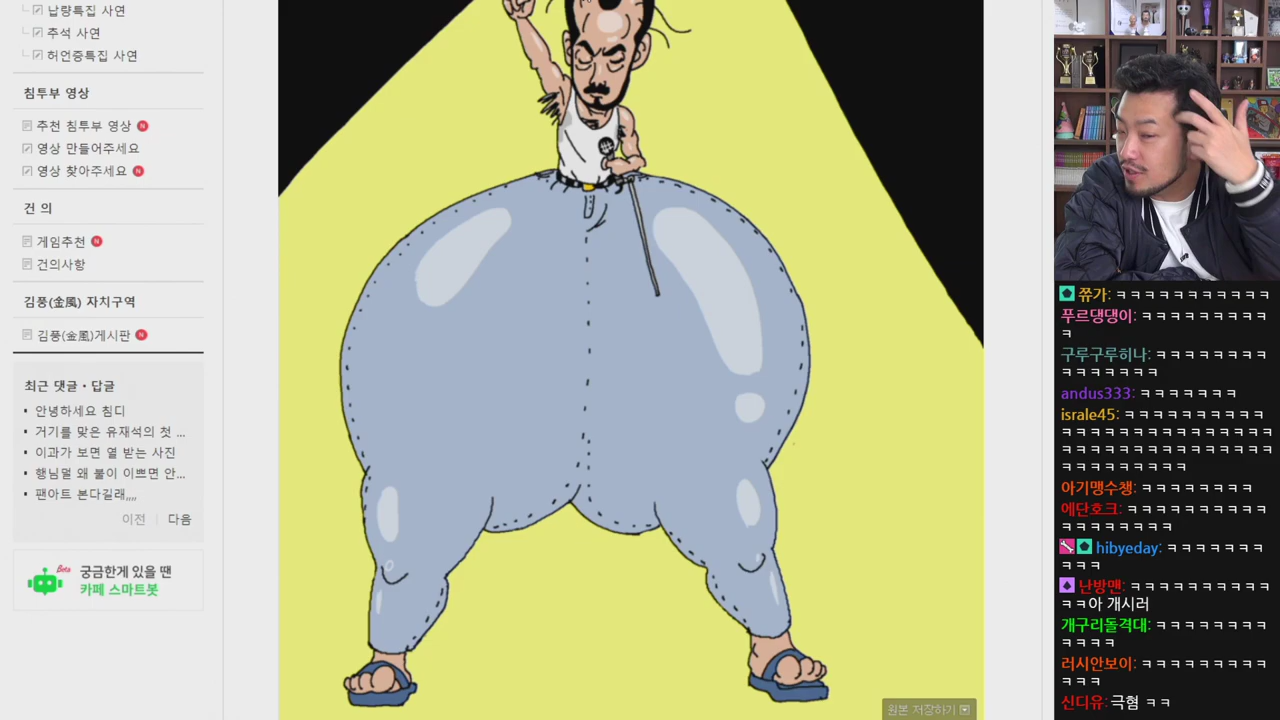 납량특집 사연
추석 사연
허언증특집 사연
침투부 영상
추천 침투부 영상 N
영상 만들어주세요
영상 찾아주세요 N
건 의
게임추천 N
건의사항
김풍(金風) 자치구역
김풍(金風)게시판 N
최근 댓글·답글
안녕하세요 침디
거기를 맞은 유재석의 첫 ...
이과가 보면 열 받는 사진
행님덜 왜 불이 이쁘면 안...
팬아트 본다길래,,,,
이전 다음
Beta 궁금한게 있을 땐
카페 스마트봇
원본 저장하기
쮸가: ㅋㅋㅋㅋㅋㅋㅋㅋㅋㅋㅋ
푸르댕댕이: ㅋㅋㅋㅋㅋㅋㅋㅋㅋ
ㅋ
구루구루히나: ㅋㅋㅋㅋㅋㅋㅋㅋ
ㅋㅋㅋㅋㅋㅋㅋ
andus333: ㅋㅋㅋㅋㅋㅋㅋ
israle45: ㅋㅋㅋㅋㅋㅋㅋㅋㅋㅋ
ㅋㅋㅋㅋㅋㅋㅋㅋㅋㅋㅋㅋㅋㅋㅋ
ㅋㅋㅋㅋㅋㅋㅋㅋㅋㅋㅋㅋㅋㅋㅋ
ㅋㅋㅋㅋㅋㅋㅋㅋㅋ
아기맹수챙: ㅋㅋㅋㅋㅋㅋㅋㅋ
에단호크: ㅋㅋㅋㅋㅋㅋㅋㅋㅋㅋ
ㅋㅋㅋㅋㅋㅋㅋㅋ
hibyeday: ㅋㅋㅋㅋㅋㅋㅋ
ㅋㅋㅋ
난방맨: ㅋㅋㅋㅋㅋㅋㅋㅋㅋㅋ
ㅋㅋ아 개시러
개구리돌격대: ㅋㅋㅋㅋㅋㅋㅋㅋ
ㅋㅋㅋㅋ
러시안보이: ㅋㅋㅋㅋㅋㅋㅋㅋㅋ
ㅋㅋㅋ
신디유: 극혐 ㅋㅋ